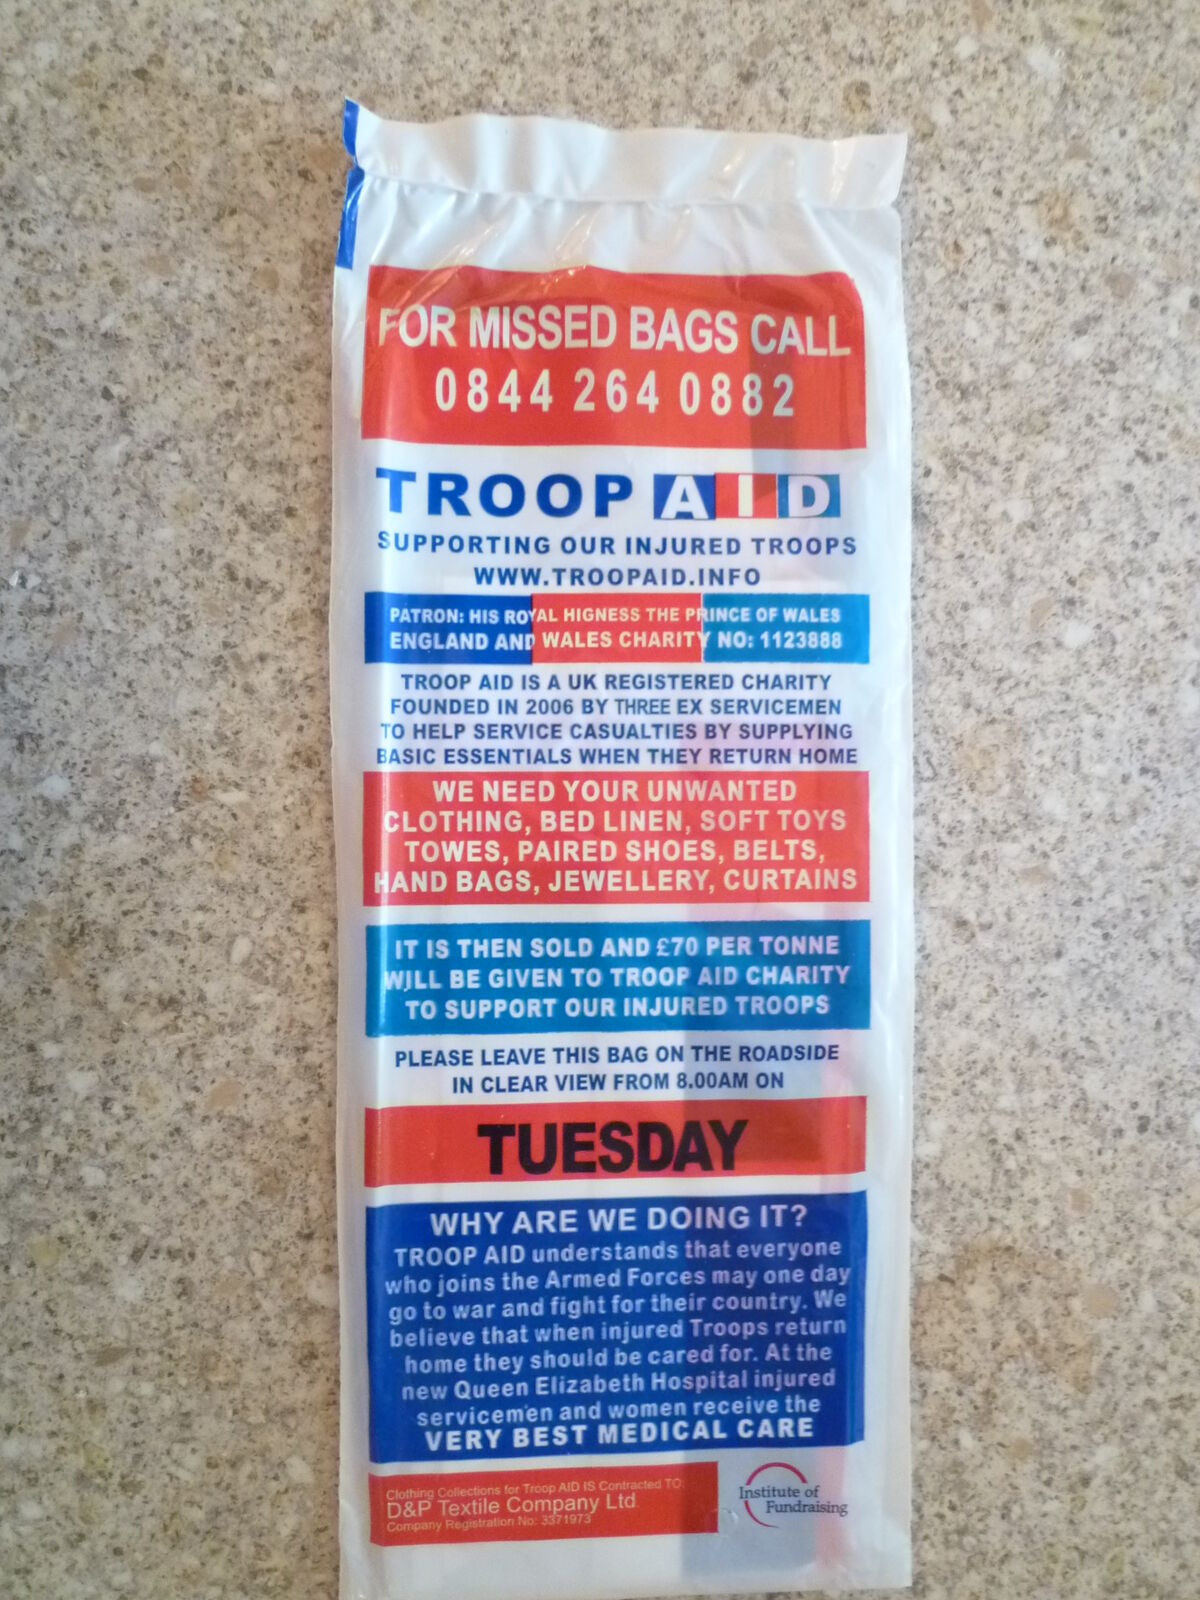 FOR MISSED BAGS CALL
0844 264 0882
TROOP AID
SUPPORTING OUR INJURED TROOPS
WWW.TROOPAID.INFO
PATRON: HIS ROYAL HIGNESS THE PRINCE OF WALES
ENGLAND AND WALES CHARITY NO: 1123888
TROOP AID IS A UK REGISTERED CHARITY
FOUNDED IN 2006 BY THREE EX SERVICEMEN
TO HELP SERVICE CASUALTIES BY SUPPLYING
BASIC ESSENTIALS WHEN THEY RETURN HOME
WE NEED YOUR UNWANTED
CLOTHING, BED LINEN, SOFT TOYS
TOWES, PAIRED SHOES, BELTS,
HAND BAGS, JEWELLERY, CURTAINS
IT IS THEN SOLD AND £70 PER TONNE
WILL BE GIVEN TO TROOP AID CHARITY
TO SUPPORT OUR INJURED TROOPS
PLEASE LEAVE THIS BAG ON THE ROADSIDE
IN CLEAR VIEW FROM 8.00AM ON
TUESDAY
WHY ARE WE DOING IT?
TROOP AID understands that everyone
who joins the Armed Forces may one day
go to war and fight for their country. We
believe that when injured Troops return
home they should be cared for. At the
new Queen Elizabeth Hospital injured
servicemen and women receive the
VERY BEST MEDICAL CARE
Clothing Collections for Troop AID IS Contracted TO:
D&P Textile Company Ltd
Company Registration No: 3371973
Institute of
Fundraising